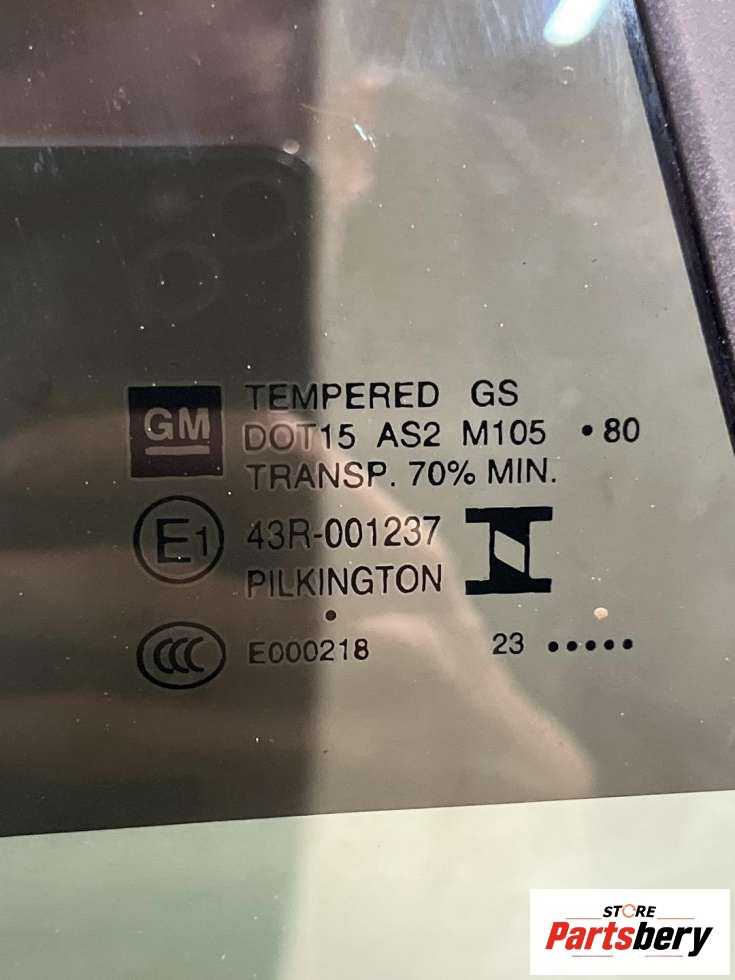 GM
TEMPERED GS
DOT15 AS2 M105 •80
TRANSP. 70% MIN.
E1 43R-001237
PILKINGTON
CCC E000218 23 •••••
STORE
Partsbery